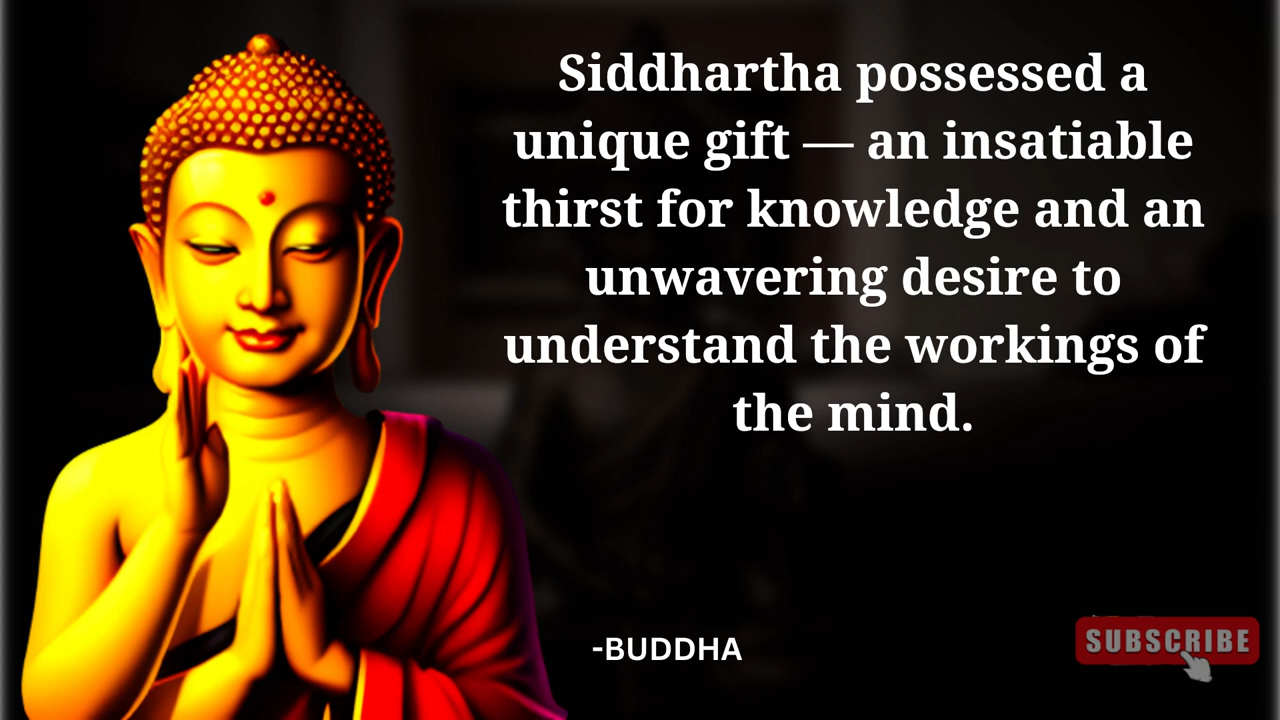 Siddhartha possessed a
unique gift — an insatiable
thirst for knowledge and an
unwavering desire to
understand the workings of
the mind.
-BUDDHA
SUBSCRIBE